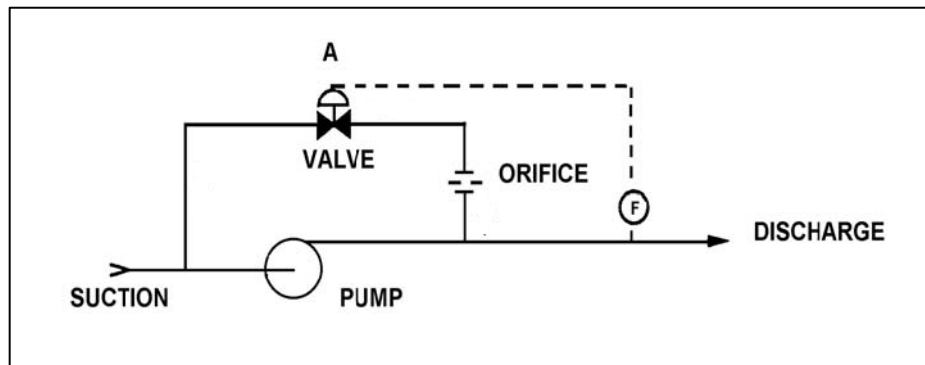 A
VALVE
ORIFICE
F
DISCHARGE
SUCTION
PUMP